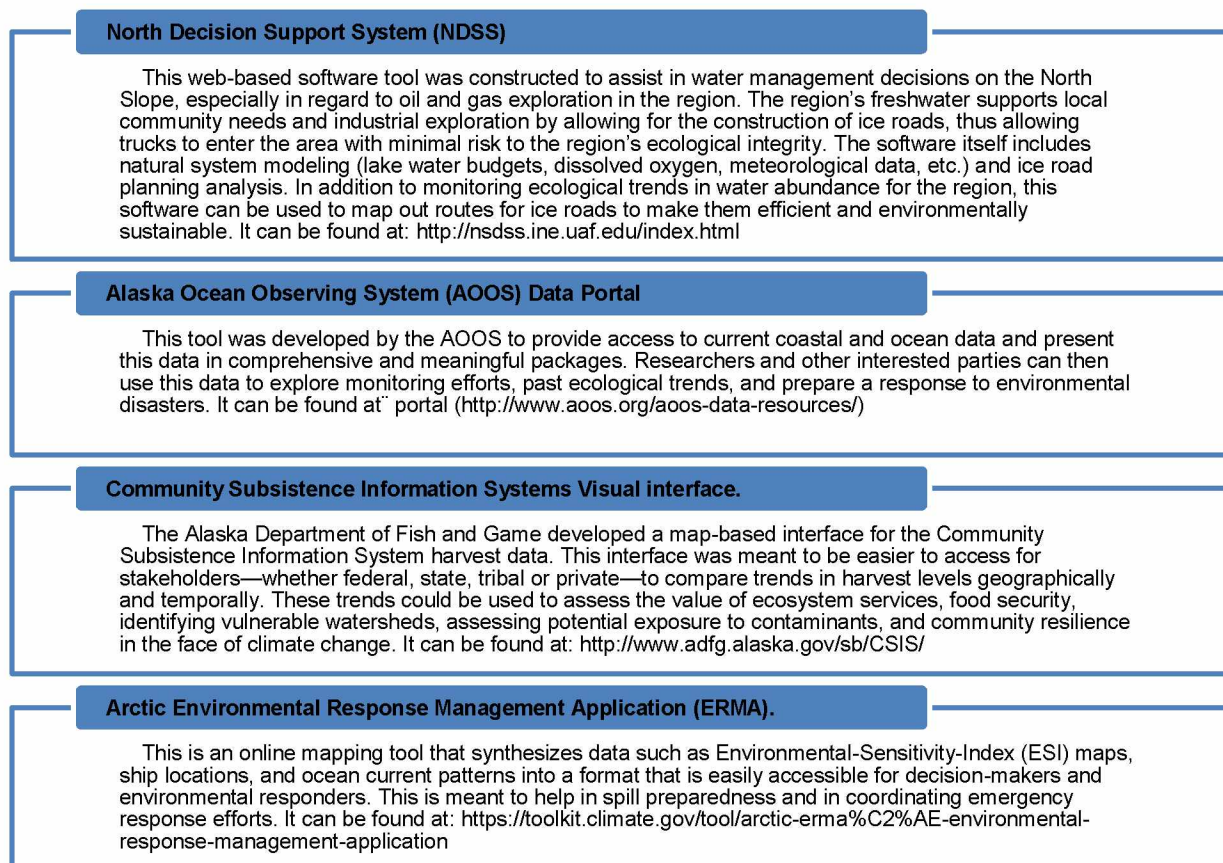 North Decision Support System (NDSS)
This web-based software tool was constructed to assist in water management decisions on the North
Slope, especially in regard to oil and gas exploration in the region. The region's freshwater supports local
community needs and industrial exploration by allowing for the construction of ice roads, thus allowing
trucks to enter the area with minimal risk to the region's ecological integrity. The software itself includes
natural system modeling (lake water budgets, dissolved oxygen, meteorological data, etc.) and ice road
planning analysis. In addition to monitoring ecological trends in water abundance for the region, this
software can be used to map out routes for ice roads to make them efficient and environmentally
sustainable. It can be found at: http://nsdss.ine.uaf.edu/index.html
Alaska Ocean Observing System (AOOS) Data Portal
This tool was developed by the AOOS to provide access to current coastal and ocean data and present
this data in comprehensive and meaningful packages. Researchers and other interested parties can then
use this data to explore monitoring efforts, past ecological trends, and prepare a response to environmental
disasters. It can be found at¨ portal (http://www.aoos.org/aoos-data-resources/)
Community Subsistence Information Systems Visual interface.
The Alaska Department of Fish and Game developed a map-based interface for the Community
Subsistence Information System harvest data. This interface was meant to be easier to access for
stakeholders—whether federal, state, tribal or private—to compare trends in harvest levels geographically
and temporally. These trends could be used to assess the value of ecosystem services, food security,
identifying vulnerable watersheds, assessing potential exposure to contaminants, and community resilience
in the face of climate change. It can be found at: http://www.adfg.alaska.gov/sb/CSIS/
Arctic Environmental Response Management Application (ERMA).
This is an online mapping tool that synthesizes data such as Environmental-Sensitivity-Index (ESI) maps,
ship locations, and ocean current patterns into a format that is easily accessible for decision-makers and
environmental responders. This is meant to help in spill preparedness and in coordinating emergency
response efforts. It can be found at: https://toolkit.climate.gov/tool/arctic-erma%C2%AE-environmental-
response-management-application